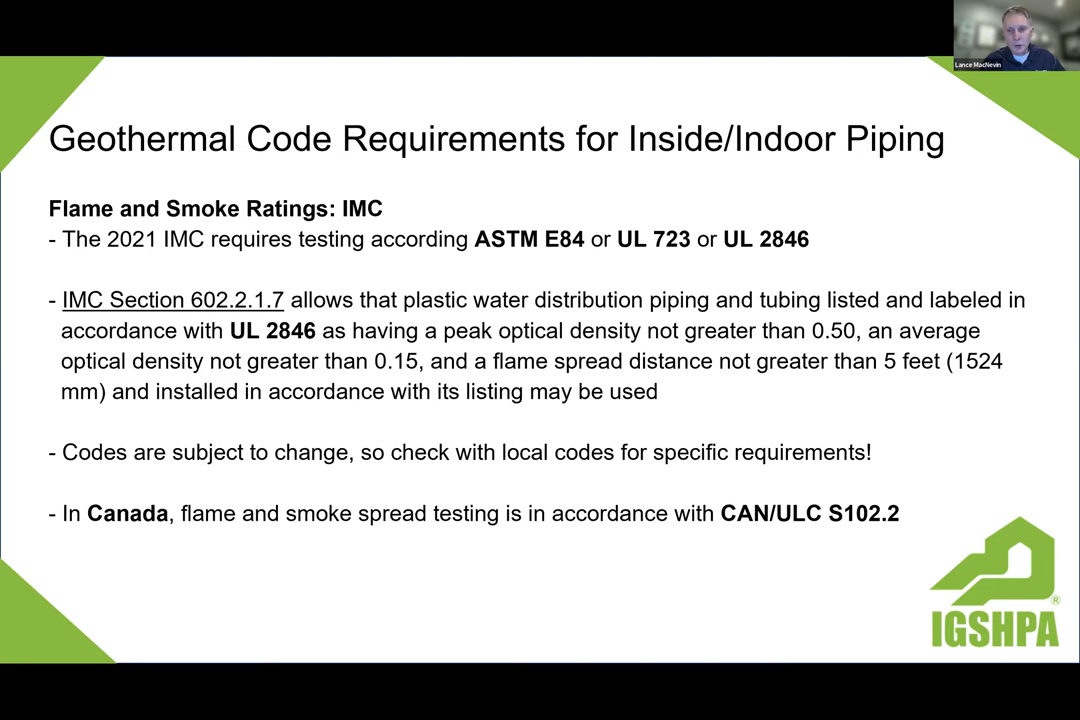 Lance MacNevin
Geothermal Code Requirements for Inside/Indoor Piping
Flame and Smoke Ratings: IMC
- The 2021 IMC requires testing according ASTM E84 or UL 723 or UL 2846
- IMC Section 602.2.1.7 allows that plastic water distribution piping and tubing listed and labeled in
accordance with UL 2846 as having a peak optical density not greater than 0.50, an average
optical density not greater than 0.15, and a flame spread distance not greater than 5 feet (1524
mm) and installed in accordance with its listing may be used
- Codes are subject to change, so check with local codes for specific requirements!
- In Canada, flame and smoke spread testing is in accordance with CAN/ULC S102.2
®
IGSHPA